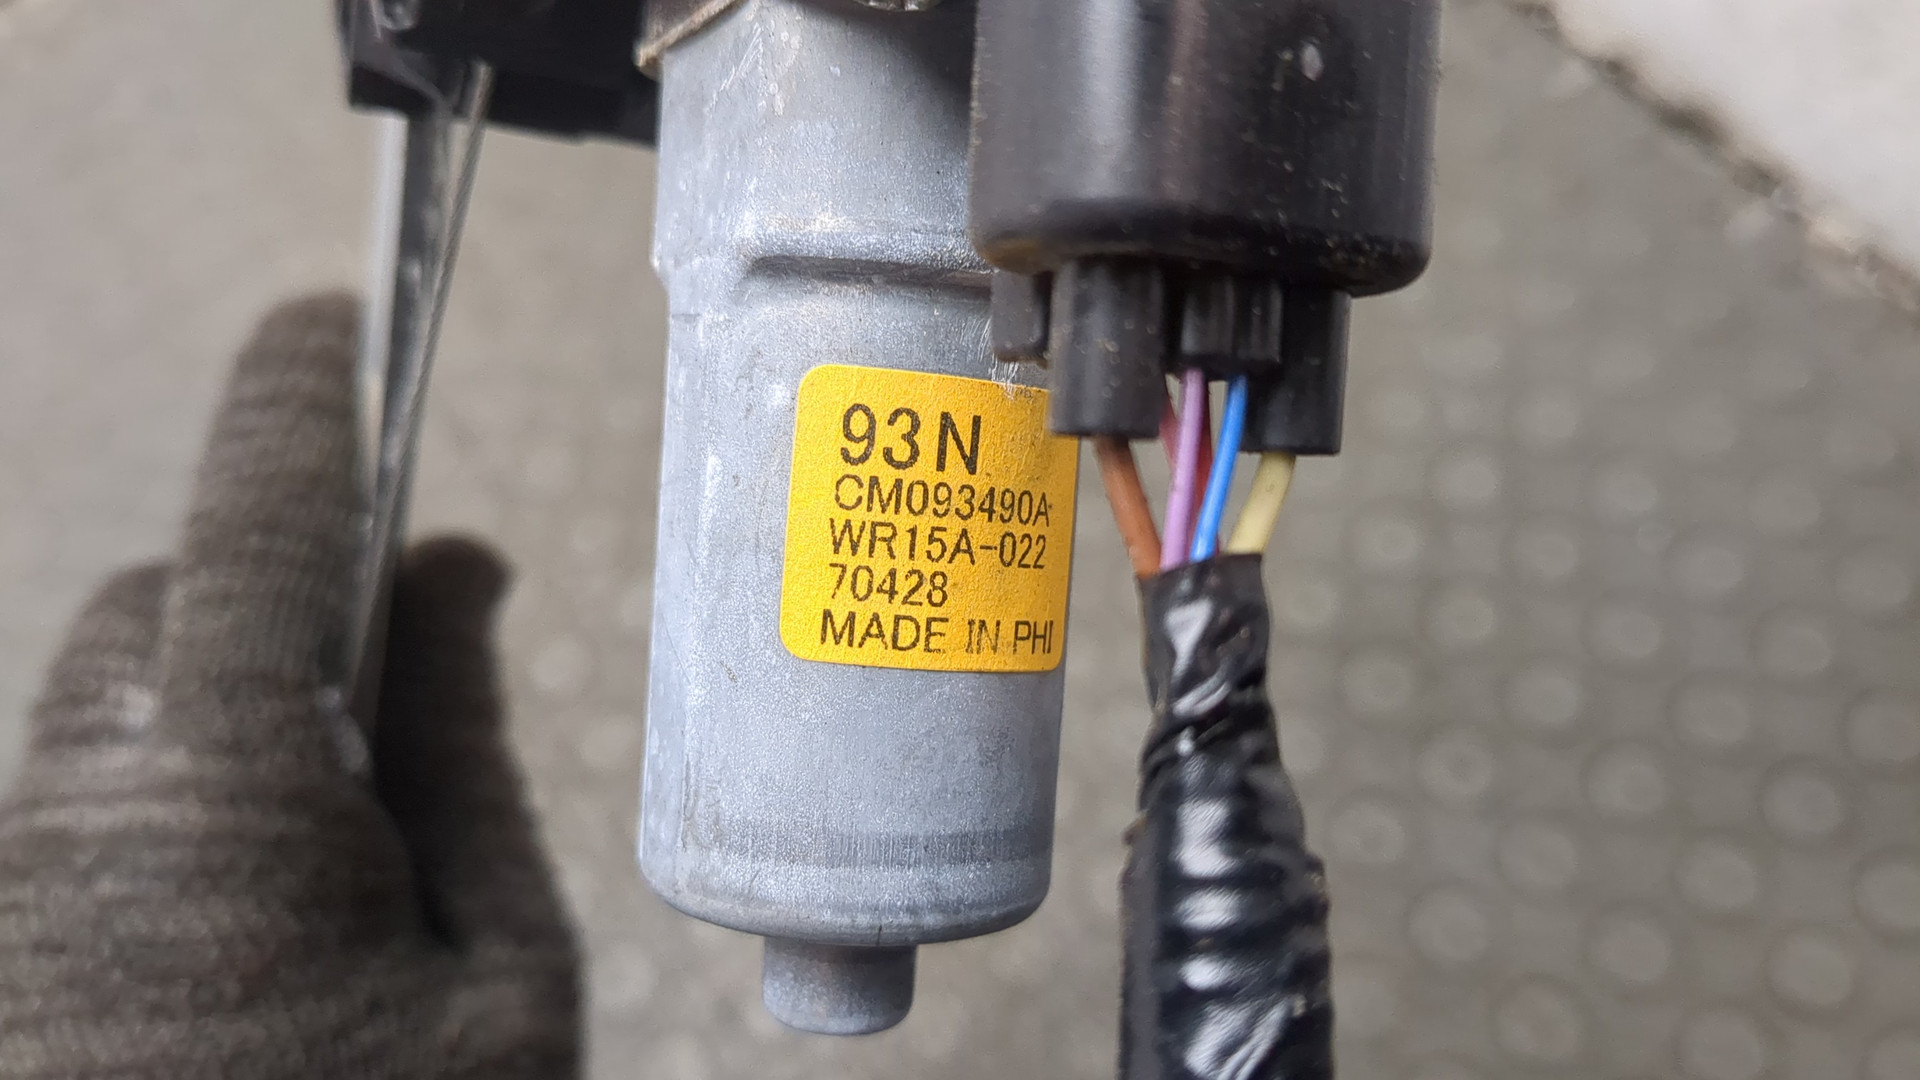 93N
CM093490A-
WR15A-022
70428
MADE IN PHI